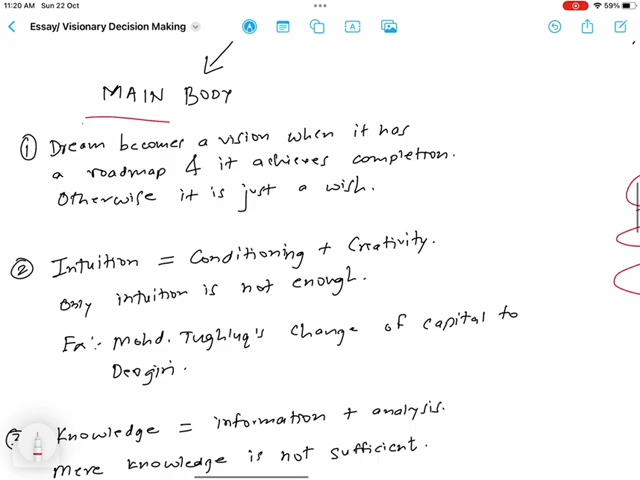 11:20 AM Sun 22 Oct
59%
Essay/ Visionary Decision Making
MAIN BODY
① Dream becomes a vision when it has
a roadmap & it achieves completion.
Otherwise it is just a wish.
② Intuition = Conditioning + Creativity.
Only intuition is not enough.
Ex:- Mohd. Tughluq's change of capital to
Deogiri.
Knowledge = information + analysis.
Mere knowledge is not sufficient.